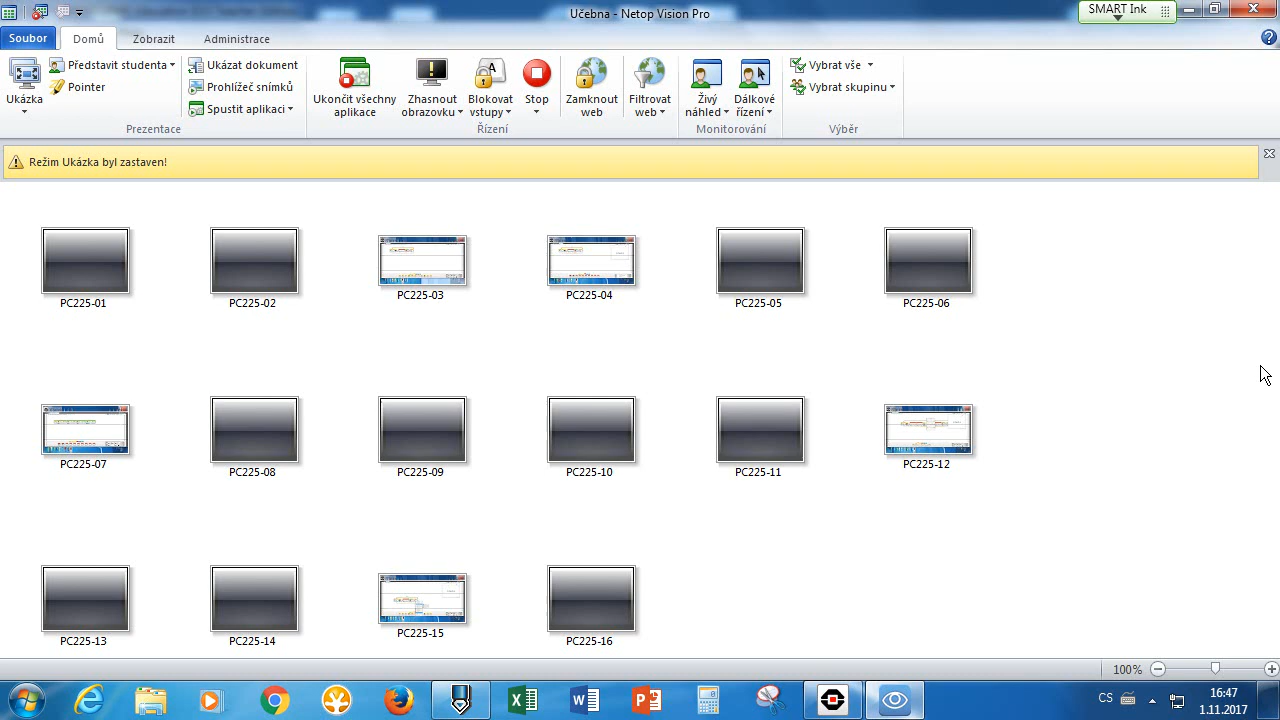 Učebna - Netop Vision Pro
SMART Ink
Soubor
Domů
Zobrazit
Administrace
Ukázka
Představit studenta
Pointer
Ukázat dokument
Prohlížeč snímků
Spustit aplikaci
Prezentace
Ukončit všechny
aplikace
Zhasnout
obrazovku
Blokovat
vstupy
Stop
Řízení
Zamknout
web
Filtrovat
web
Živý
náhled
Dálkové
řízení
Monitorování
Vybrat vše
Vybrat skupinu
Výběr
Režim Ukázka byl zastaven!
PC225-01
PC225-02
PC225-03
PC225-04
PC225-05
PC225-06
PC225-07
PC225-08
PC225-09
PC225-10
PC225-11
PC225-12
PC225-13
PC225-14
PC225-15
PC225-16
100%
CS
16:47
1.11.2017